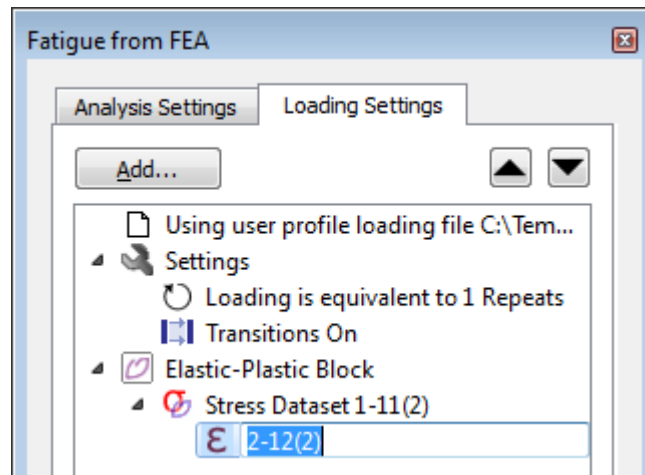 Fatigue from FEA
Analysis Settings
Loading Settings
Add...
Using user profile loading file C:\Tem...
Settings
Loading is equivalent to 1 Repeats
Transitions On
Elastic-Plastic Block
Stress Dataset 1-11(2)
ε 2-12(2)